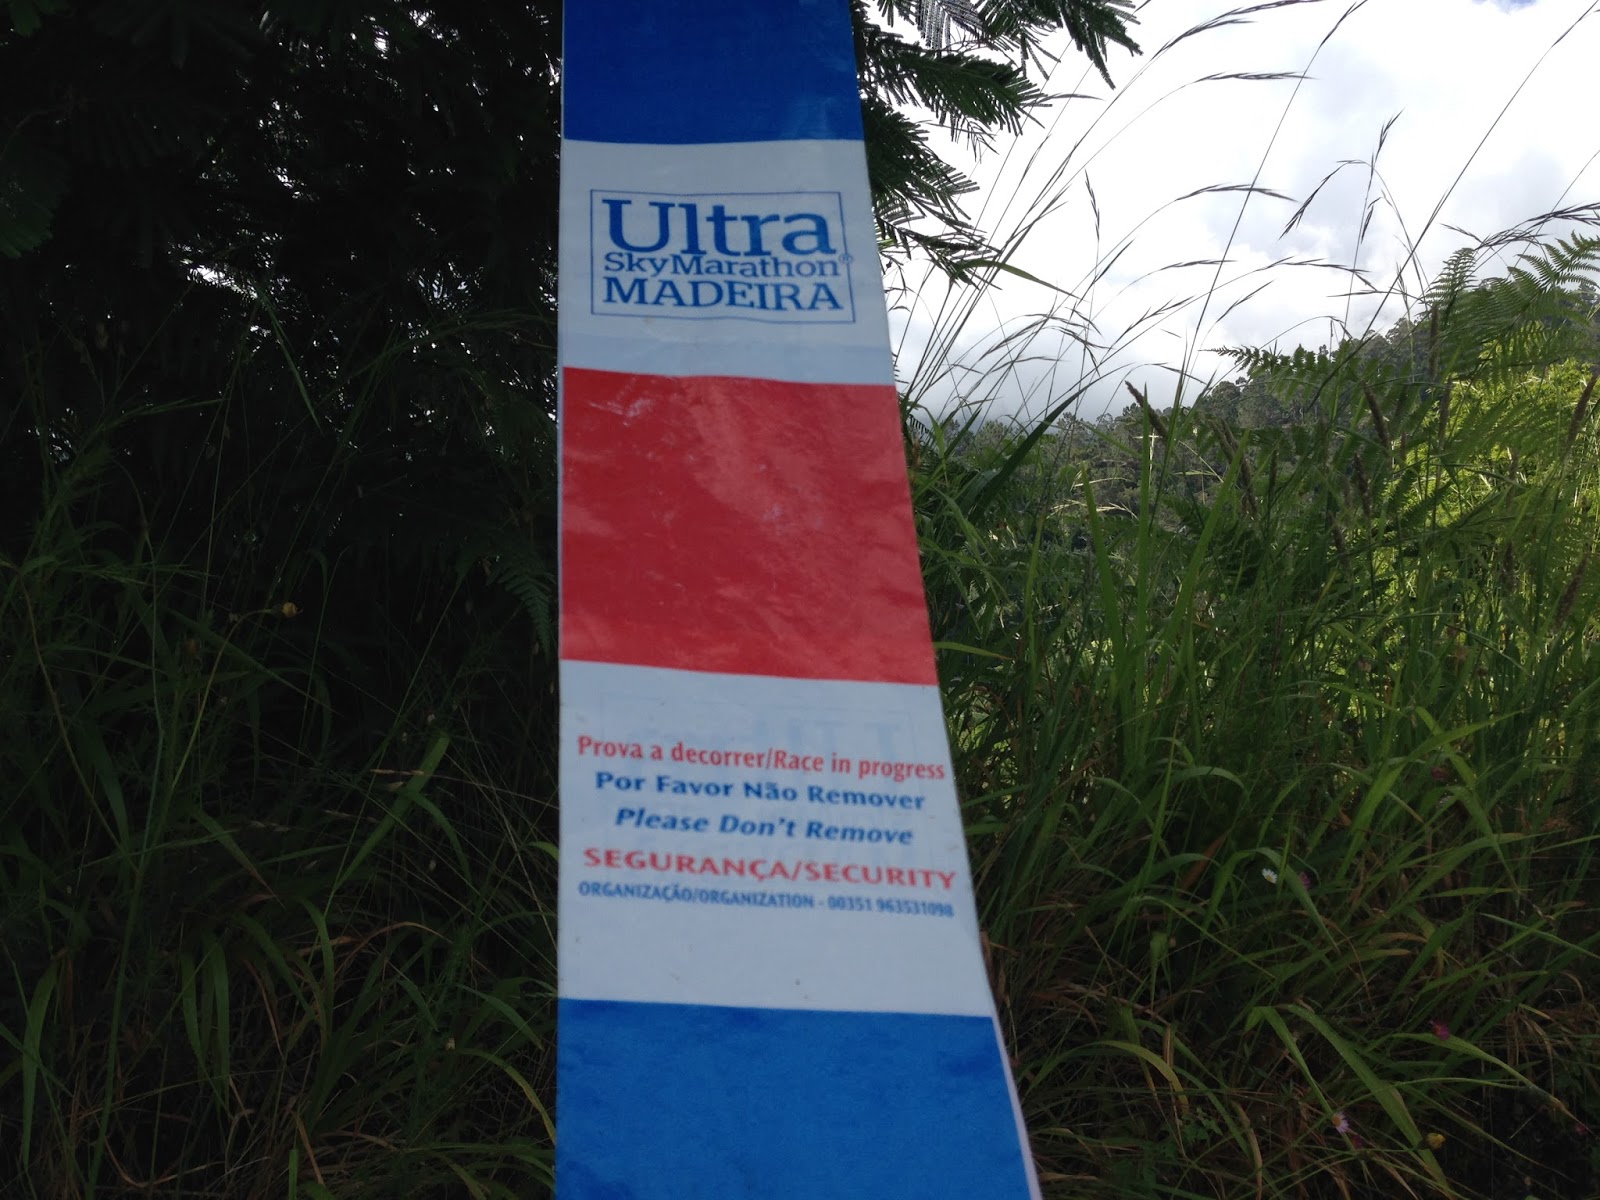 Ultra
SkyMarathon®
MADEIRA
Prova a decorrer/Race in progress
Por Favor Não Remover
Please Don't Remove
SEGURANÇA/SECURITY
ORGANIZAÇÃO/ORGANIZATION - 00351 963531098